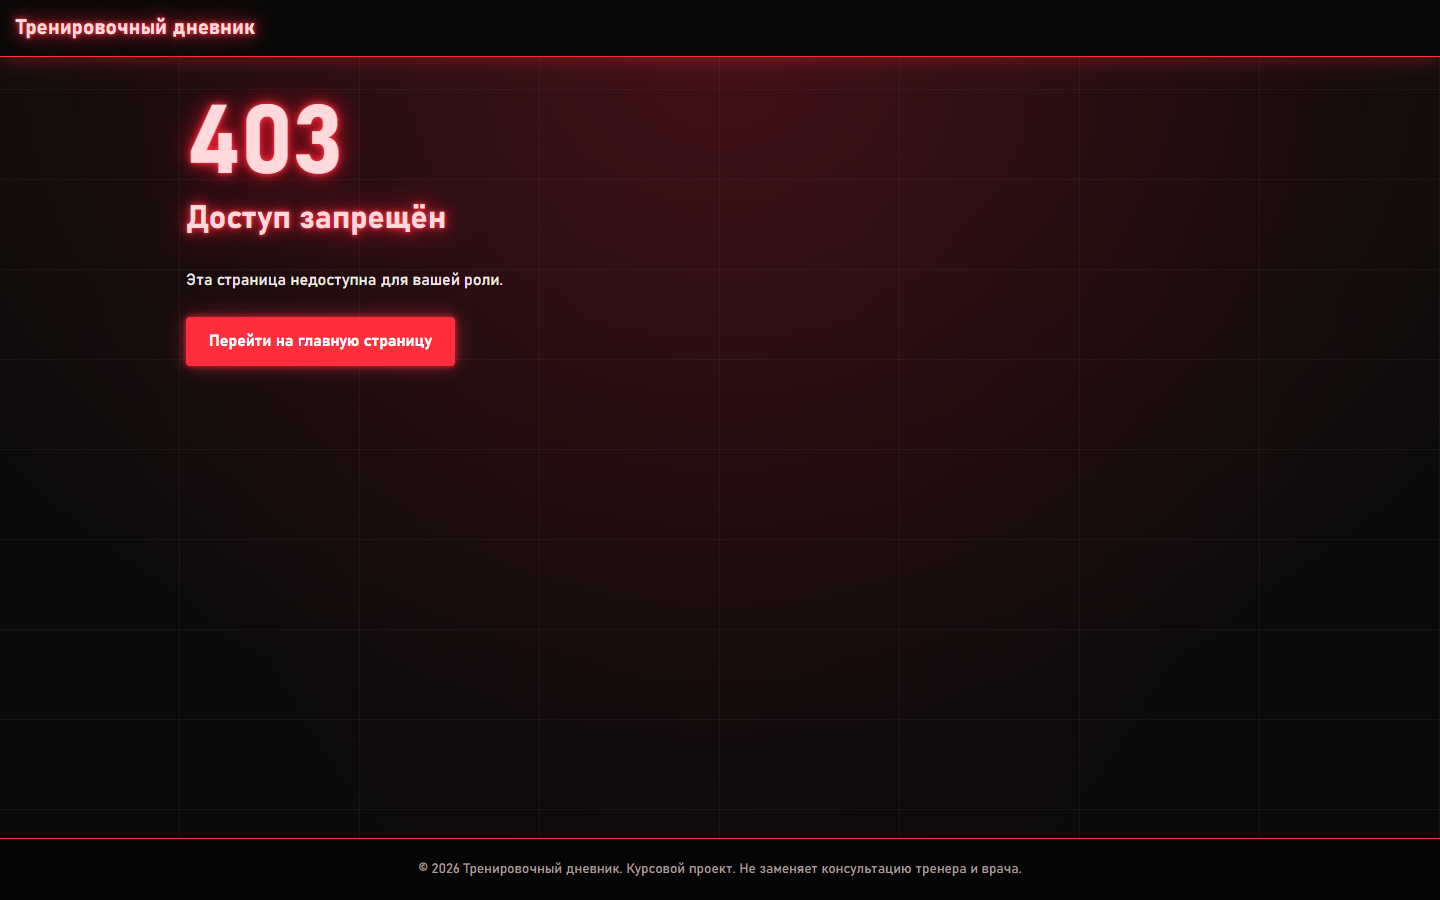 Тренировочный дневник
403
Доступ запрещён
Эта страница недоступна для вашей роли.
Перейти на главную страницу
© 2026 Тренировочный дневник. Курсовой проект. Не заменяет консультацию тренера и врача.